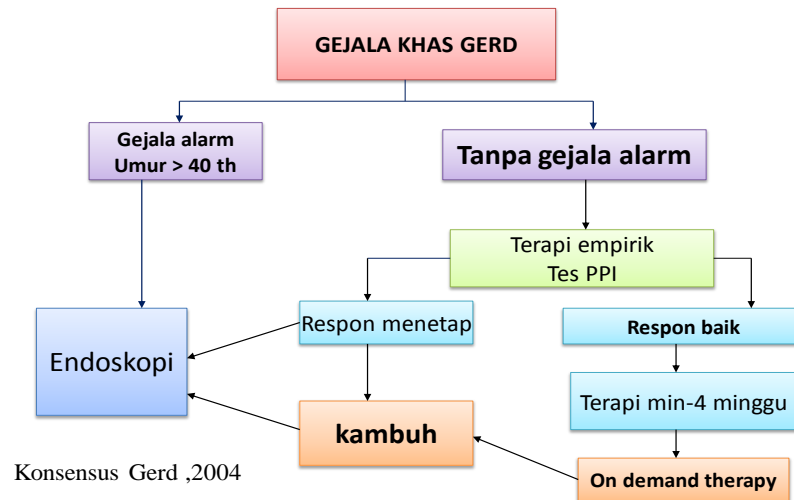 GEJALA KHAS GERD
Gejala alarm
Umur > 40 th
Tanpa gejala alarm
Terapi empirik
Tes PPI
Respon menetap
Respon baik
Endoskopi
Terapi min-4 minggu
kambuh
Konsensus Gerd ,2004
On demand therapy